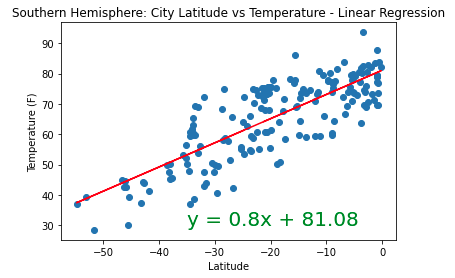 Southern Hemisphere: City Latitude vs Temperature - Linear Regression
90
80
70
60
50
40
30
Temperature (F)
y = 0.8x + 81.08
−50 −40 −30 −20 −10 0
Latitude